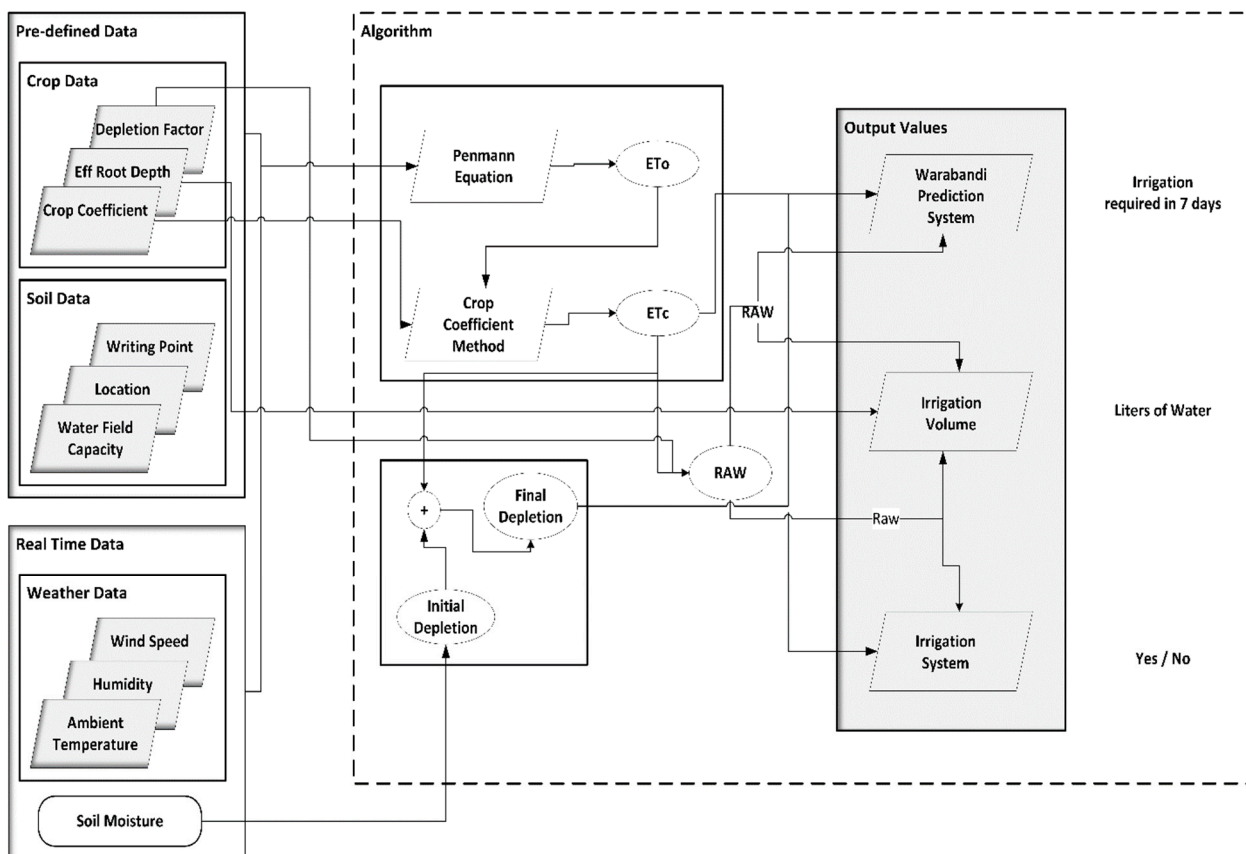 Pre-defined Data
Crop Data
Depletion Factor
Eff Root Depth
Crop Coefficient
Soil Data
Writing Point
Location
Water Field
Capacity
Real Time Data
Weather Data
Wind Speed
Humidity
Ambient
Temperature
Soil Moisture
Algorithm
Penmann
Equation
ETo
Crop
Coefficient
Method
ETc
RAW
+
Final
Depletion
Initial
Depletion
RAW
Raw
Output Values
Warabandi
Prediction
System
Irrigation
Volume
Irrigation
System
Irrigation
required in 7 days
Liters of Water
Yes / No